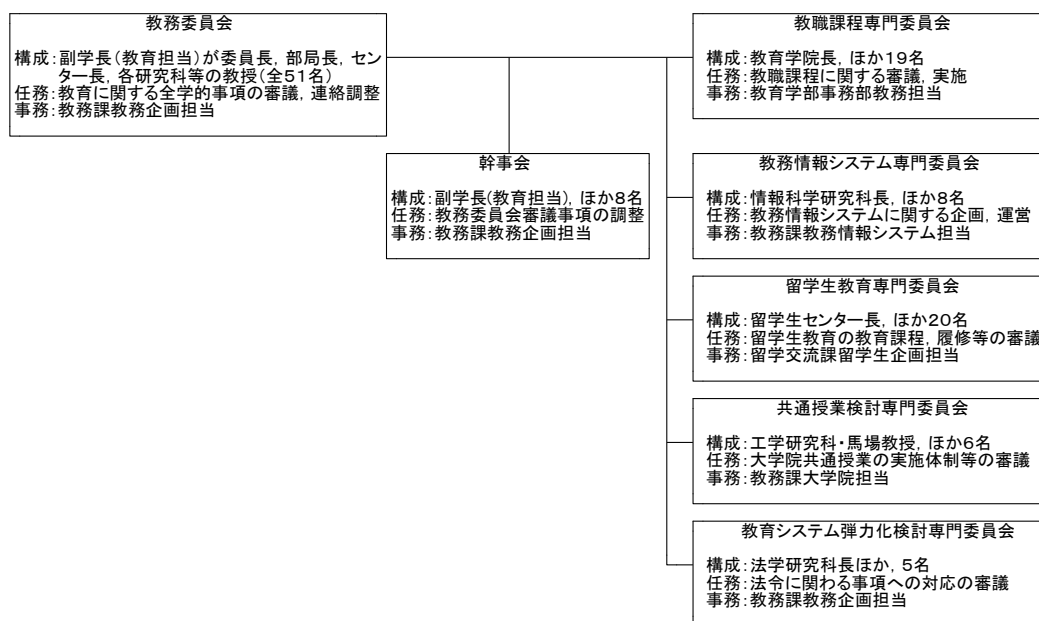 教務委員会
構成:副学長(教育担当)が委員長,部局長,セン
ター長,各研究科等の教授(全51名)
任務:教育に関する全学的事項の審議,連絡調整
事務:教務課教務企画担当
教職課程専門委員会
構成:教育学院長,ほか19名
任務:教職課程に関する審議,実施
事務:教育学部事務部教務担当
幹事会
構成:副学長(教育担当),ほか8名
任務:教務委員会審議事項の調整
事務:教務課教務企画担当
教務情報システム専門委員会
構成:情報科学研究科長,ほか8名
任務:教務情報システムに関する企画,運営
事務:教務課教務情報システム担当
留学生教育専門委員会
構成:留学生センター長,ほか20名
任務:留学生教育の教育課程,履修等の審議
事務:留学交流課留学生企画担当
共通授業検討専門委員会
構成:工学研究科・馬場教授,ほか6名
任務:大学院共通授業の実施体制等の審議
事務:教務課大学院担当
教育システム弾力化検討専門委員会
構成:法学研究科長ほか,5名
任務:法令に関わる事項への対応の審議
事務:教務課教務企画担当